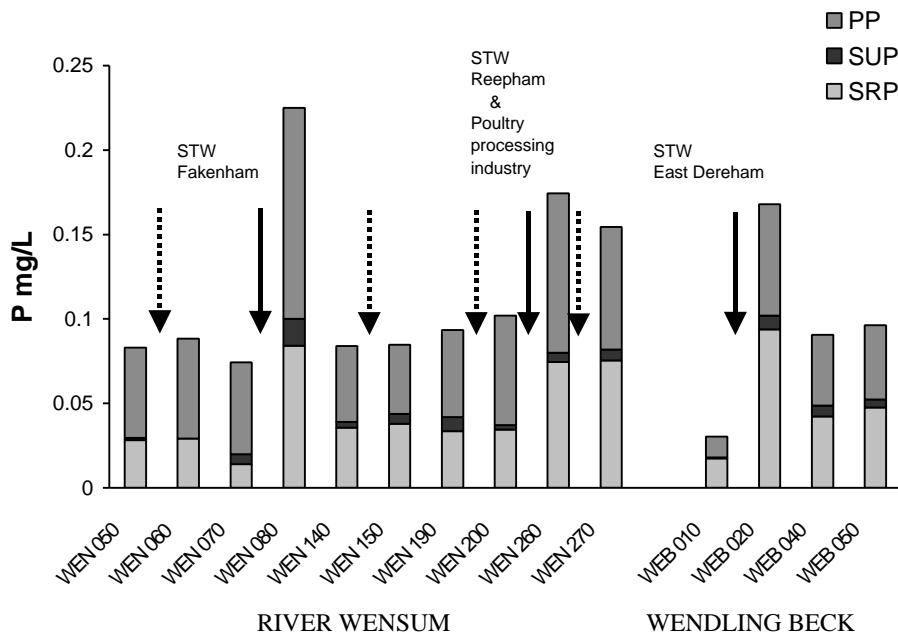 PP
SUP
SRP
STW
Reepham
&
Poultry
processing
industry
STW
Fakenham
STW
East Dereham
P mg/L
0.25
0.2
0.15
0.1
0.05
0
WEN 050
WEN 060
WEN 070
WEN 080
WEN 140
WEN 150
WEN 190
WEN 200
WEN 260
WEN 270
WEB 010
WEB 020
WEB 040
WEB 050
RIVER WENSUM
WENDLING BECK